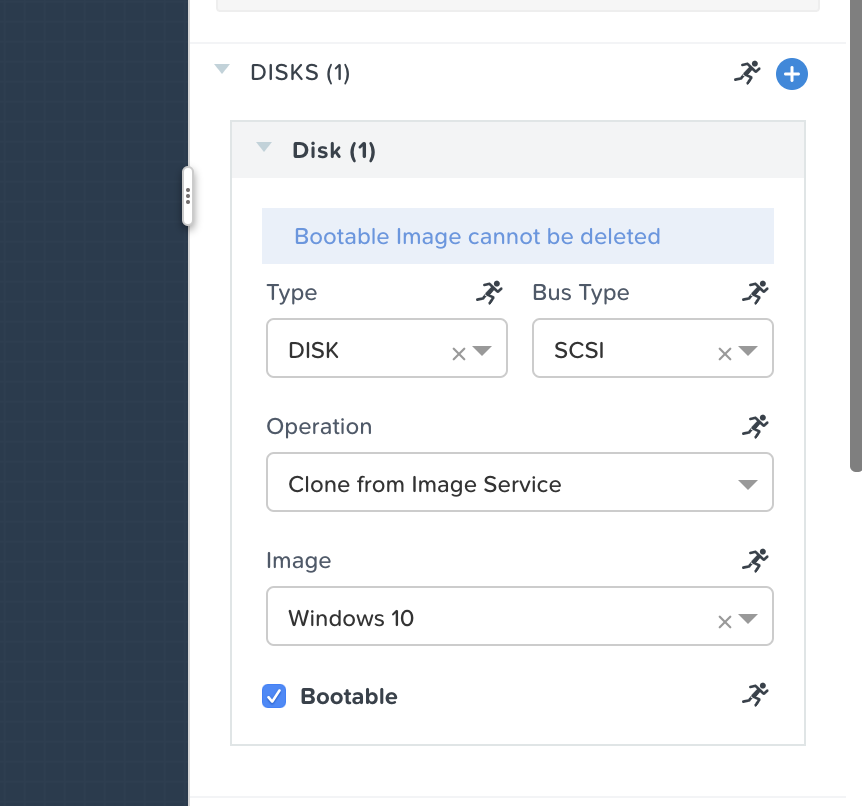 DISKS (1)
Disk (1)
Bootable Image cannot be deleted
Type
Bus Type
DISK
SCSI
Operation
Clone from Image Service
Image
Windows 10
Bootable